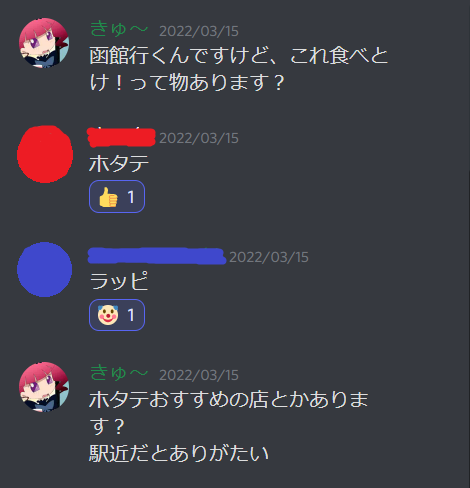 きゅ〜 2022/03/15
函館行くんですけど、これ食べと
け！って物あります？
2022/03/15
ホタテ
👍 1
2022/03/15
ラッピ
🤡 1
きゅ〜 2022/03/15
ホタテおすすめの店とかありま
す？
駅近だとありがたい